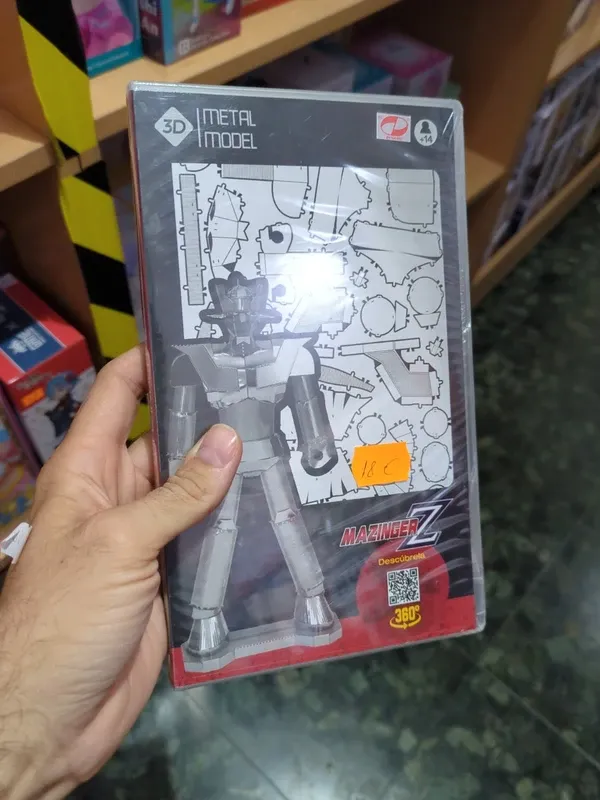 3D
METAL
MODEL
+14
18 €
MAZINGER Z
Descúbrelo
360°